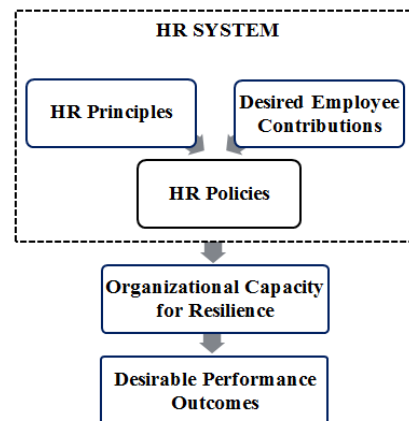 HR SYSTEM
HR Principles
Desired Employee
Contributions
HR Policies
Organizational Capacity
for Resilience
Desirable Performance
Outcomes